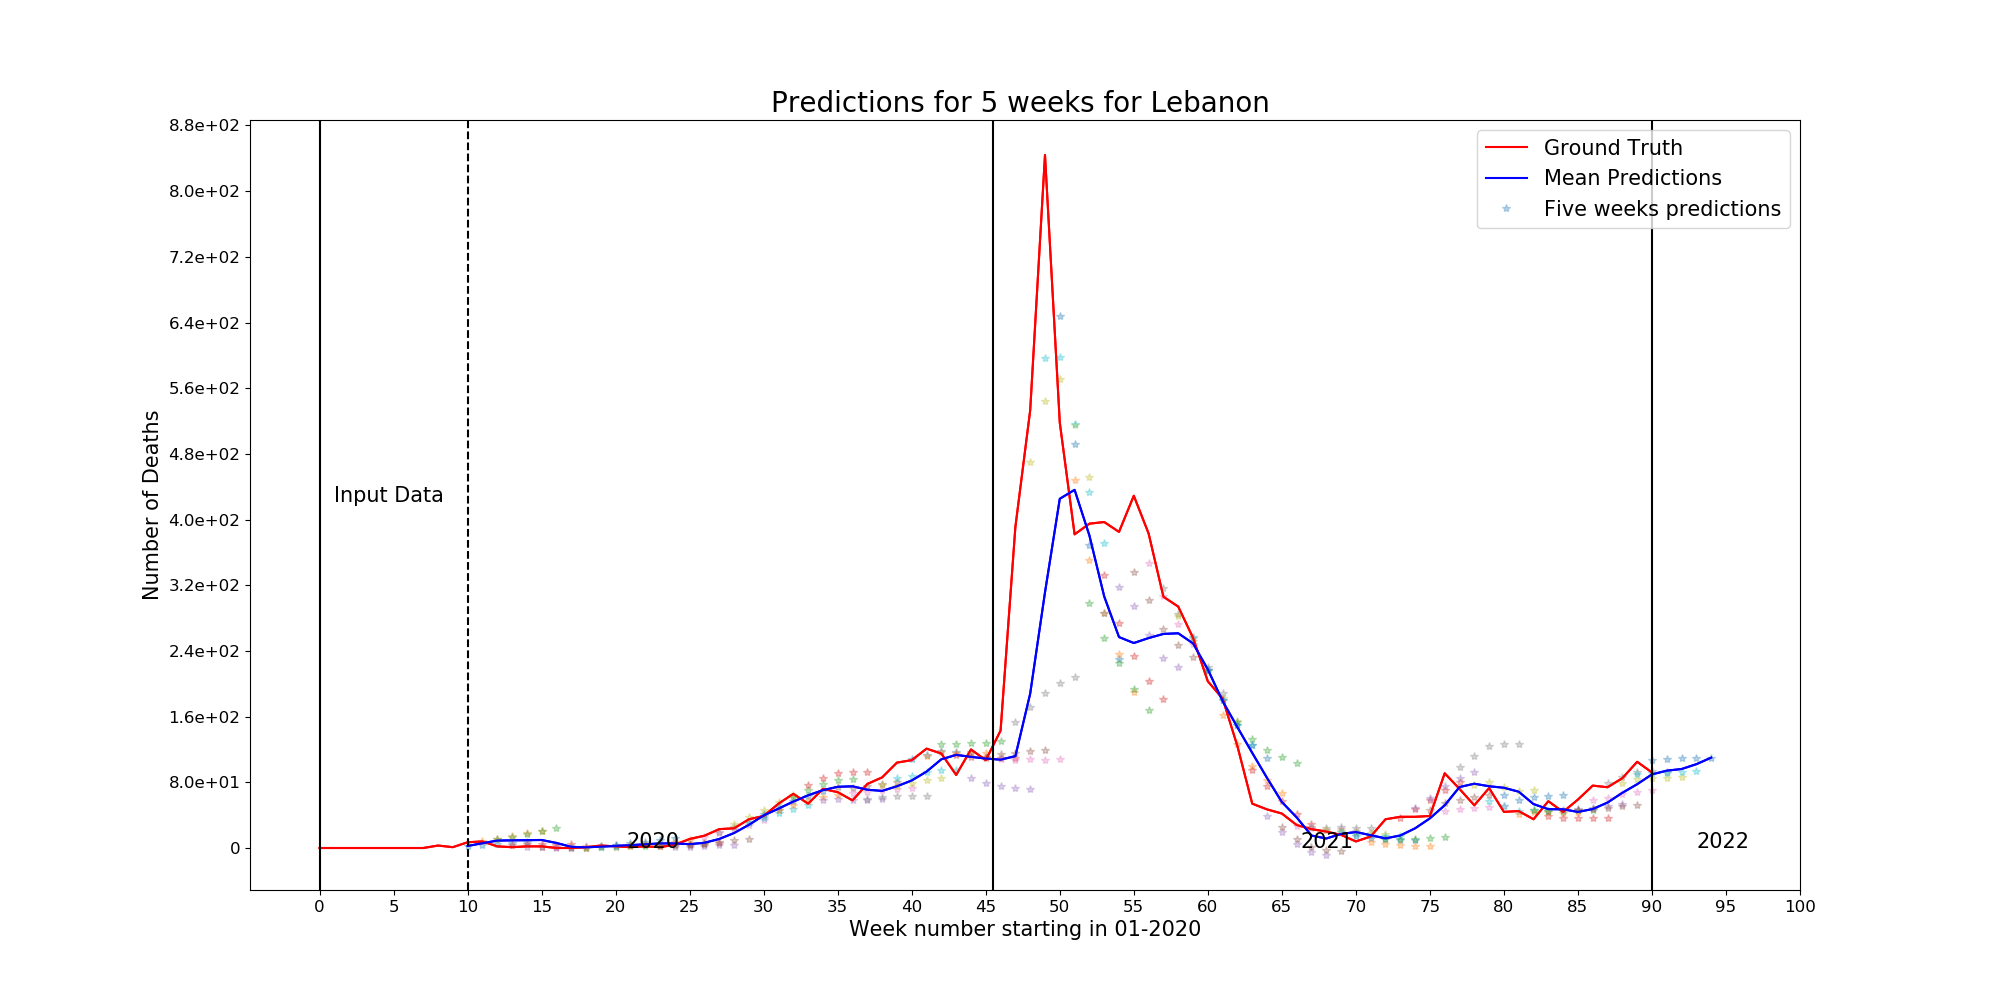 Predictions for 5 weeks for Lebanon
8.8e+02
8.0e+02
7.2e+02
6.4e+02
5.6e+02
4.8e+02
4.0e+02
3.2e+02
2.4e+02
1.6e+02
8.0e+01
0
Number of Deaths
Ground Truth
Mean Predictions
Five weeks predictions
Input Data
2020
2021
2022
0 5 10 15 20 25 30 35 40 45 50 55 60 65 70 75 80 85 90 95 100
Week number starting in 01-2020